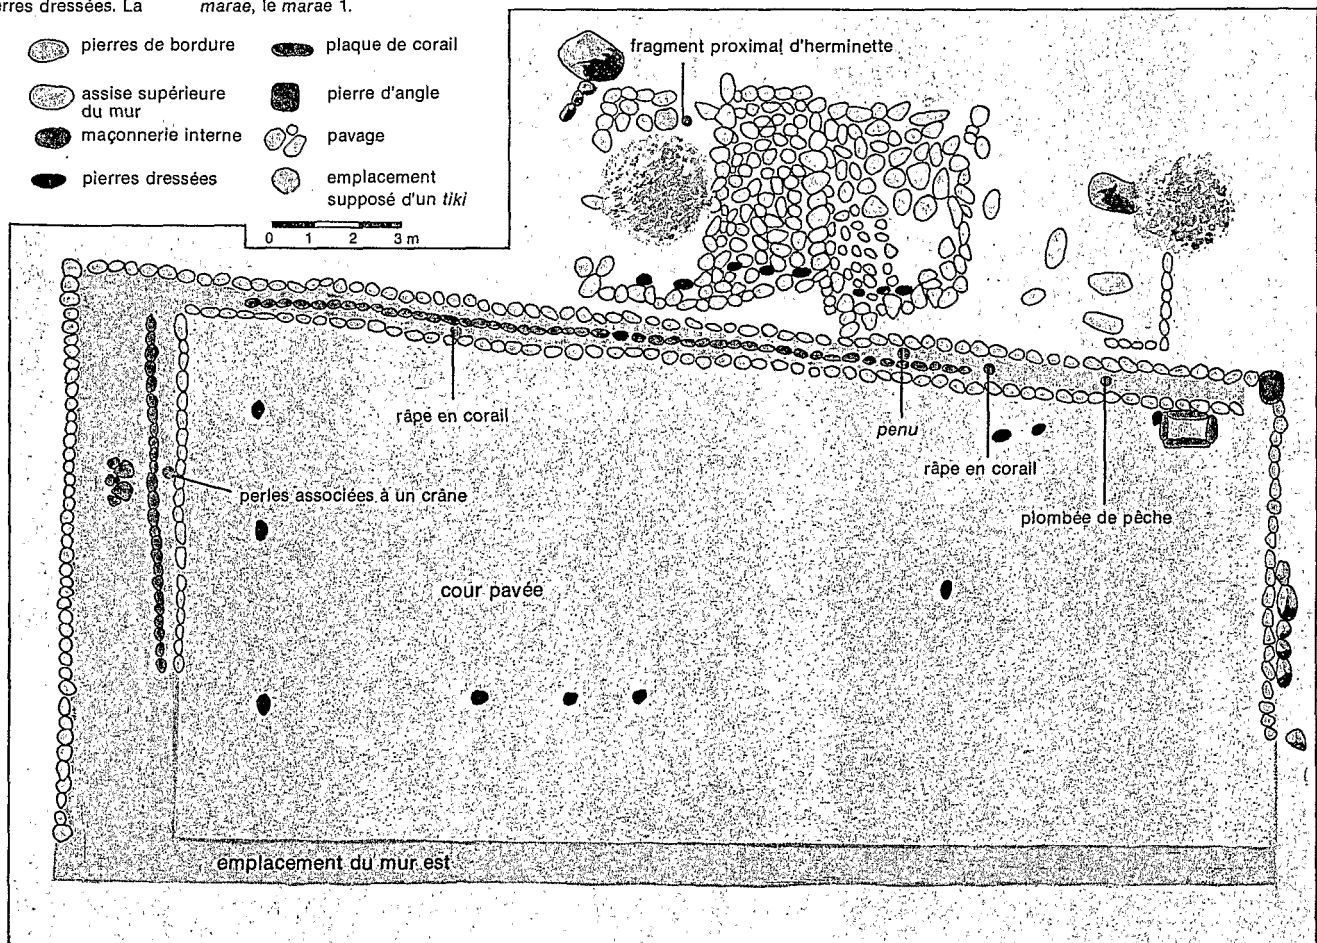 erres dressées. La
marae, le marae 1.
pierres de bordure
plaque de corail
assise supérieure
du mur
pierre d'angle
maçonnerie interne
pavage
pierres dressées
emplacement
supposé d'un tiki
0 1 2 3 m
fragment proximal d'herminette
râpe en corail
penu
râpe en corail
perles associées à un crâne
plombée de pêche
cour pavée
emplacement du mur est